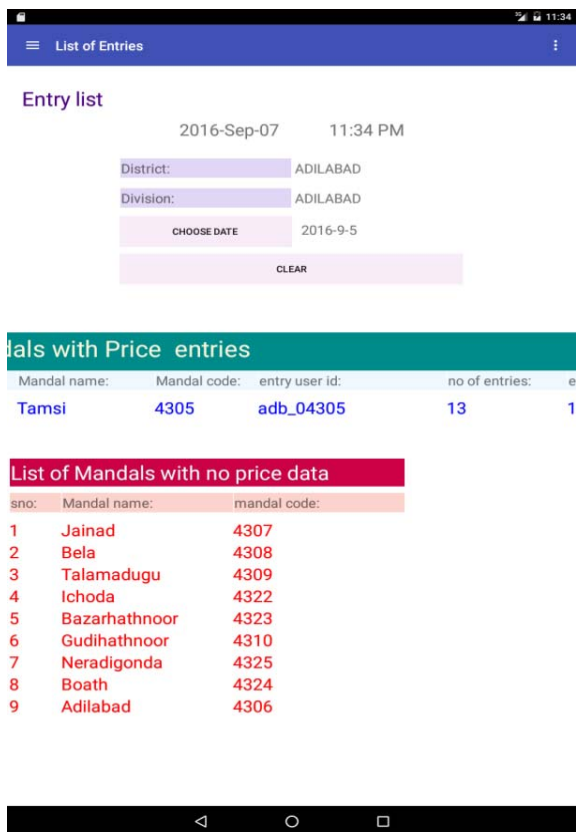 11:34
List of Entries
Entry list
2016-Sep-07 11:34 PM
District: ADILABAD
Division: ADILABAD
CHOOSE DATE 2016-9-5
CLEAR
dals with Price entries
Mandal name: Mandal code: entry user id: no of entries: e
Tamsi 4305 adb_04305 13 1
List of Mandals with no price data
sno: Mandal name: mandal code:
1 Jainad 4307
2 Bela 4308
3 Talamadugu 4309
4 Ichoda 4322
5 Bazarhathnoor 4323
6 Gudihathnoor 4310
7 Neradigonda 4325
8 Boath 4324
9 Adilabad 4306